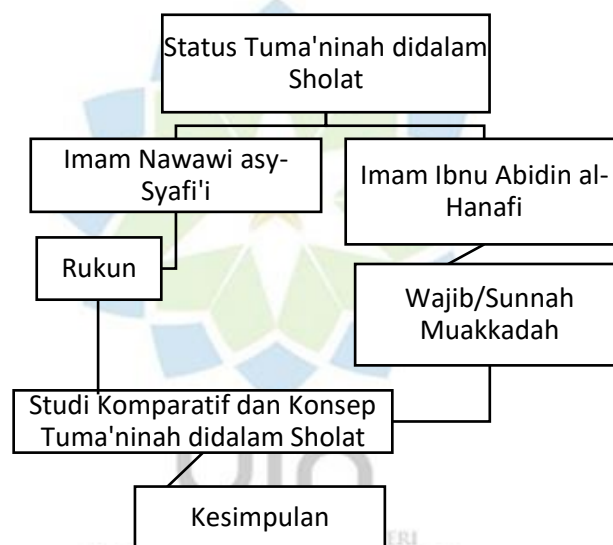 Status Tuma'ninah didalam
Sholat
Imam Nawawi asy-
Syafi'i
Imam Ibnu Abidin al-
Hanafi
Rukun
Wajib/Sunnah
Muakkadah
Studi Komparatif dan Konsep
Tuma'ninah didalam Sholat
Kesimpulan